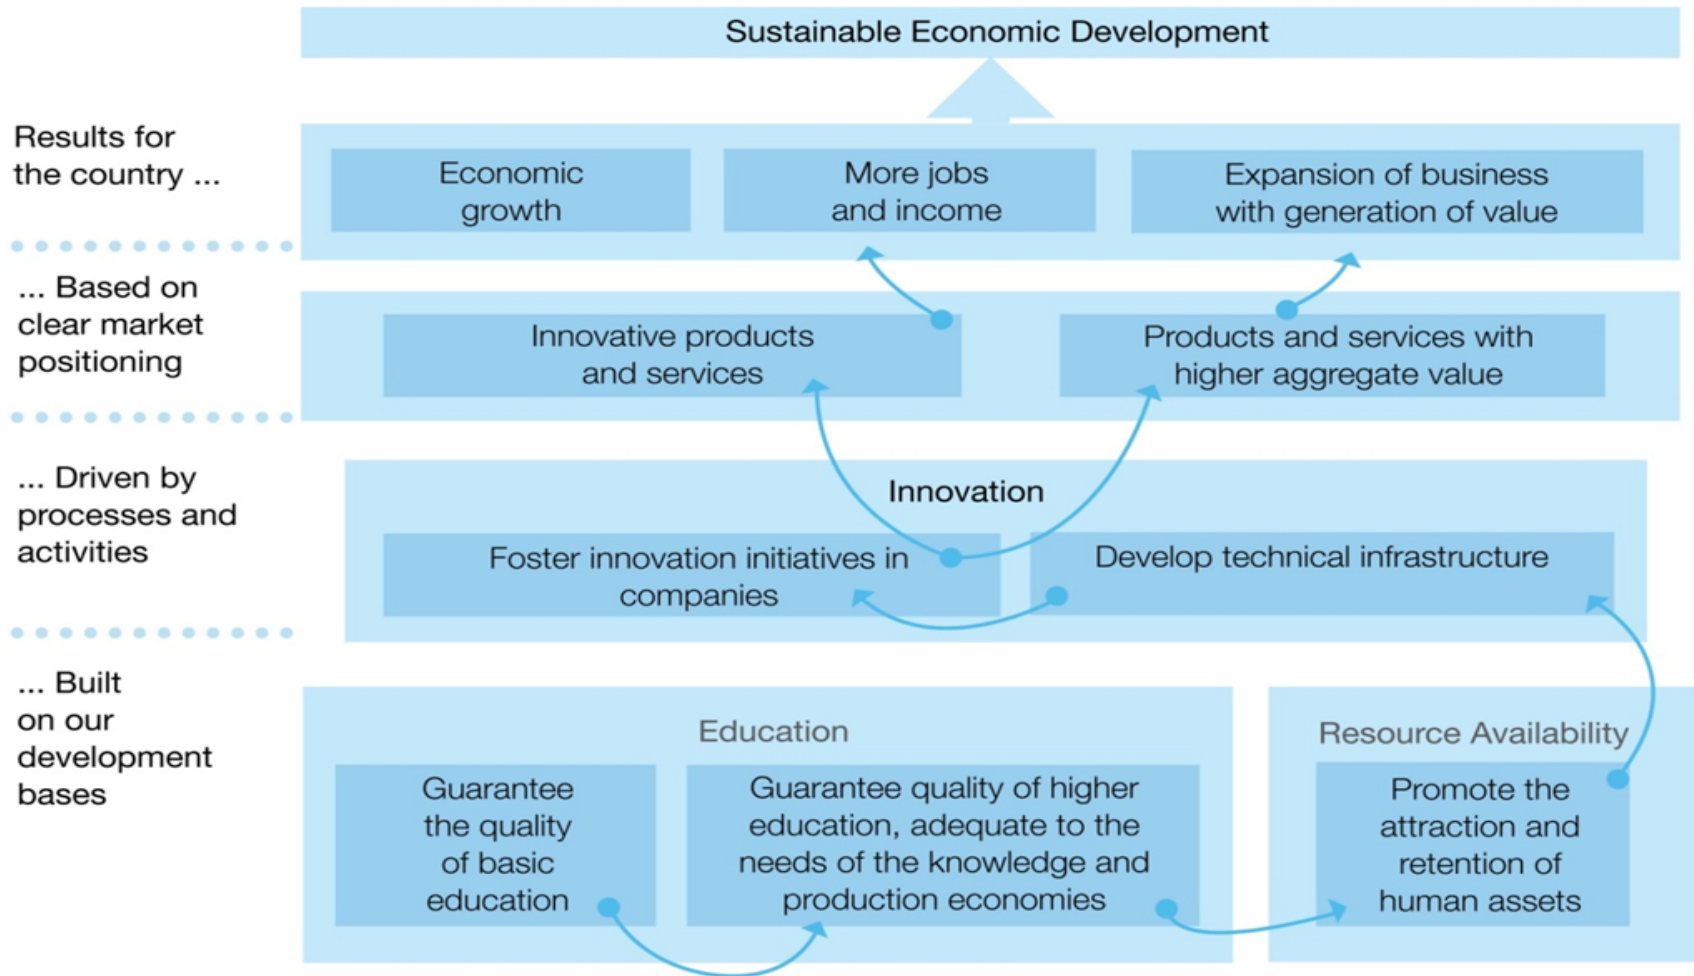 Sustainable Economic Development
Results for
the country ...
Economic
growth
More jobs
and income
Expansion of business
with generation of value
... Based on
clear market
positioning
Innovative products
and services
Products and services with
higher aggregate value
... Driven by
processes and
activities
Innovation
Foster innovation initiatives in
companies
Develop technical infrastructure
... Built
on our
development
bases
Education
Guarantee
the quality
of basic
education
Guarantee quality of higher
education, adequate to the
needs of the knowledge and
production economies
Resource Availability
Promote the
attraction and
retention of
human assets